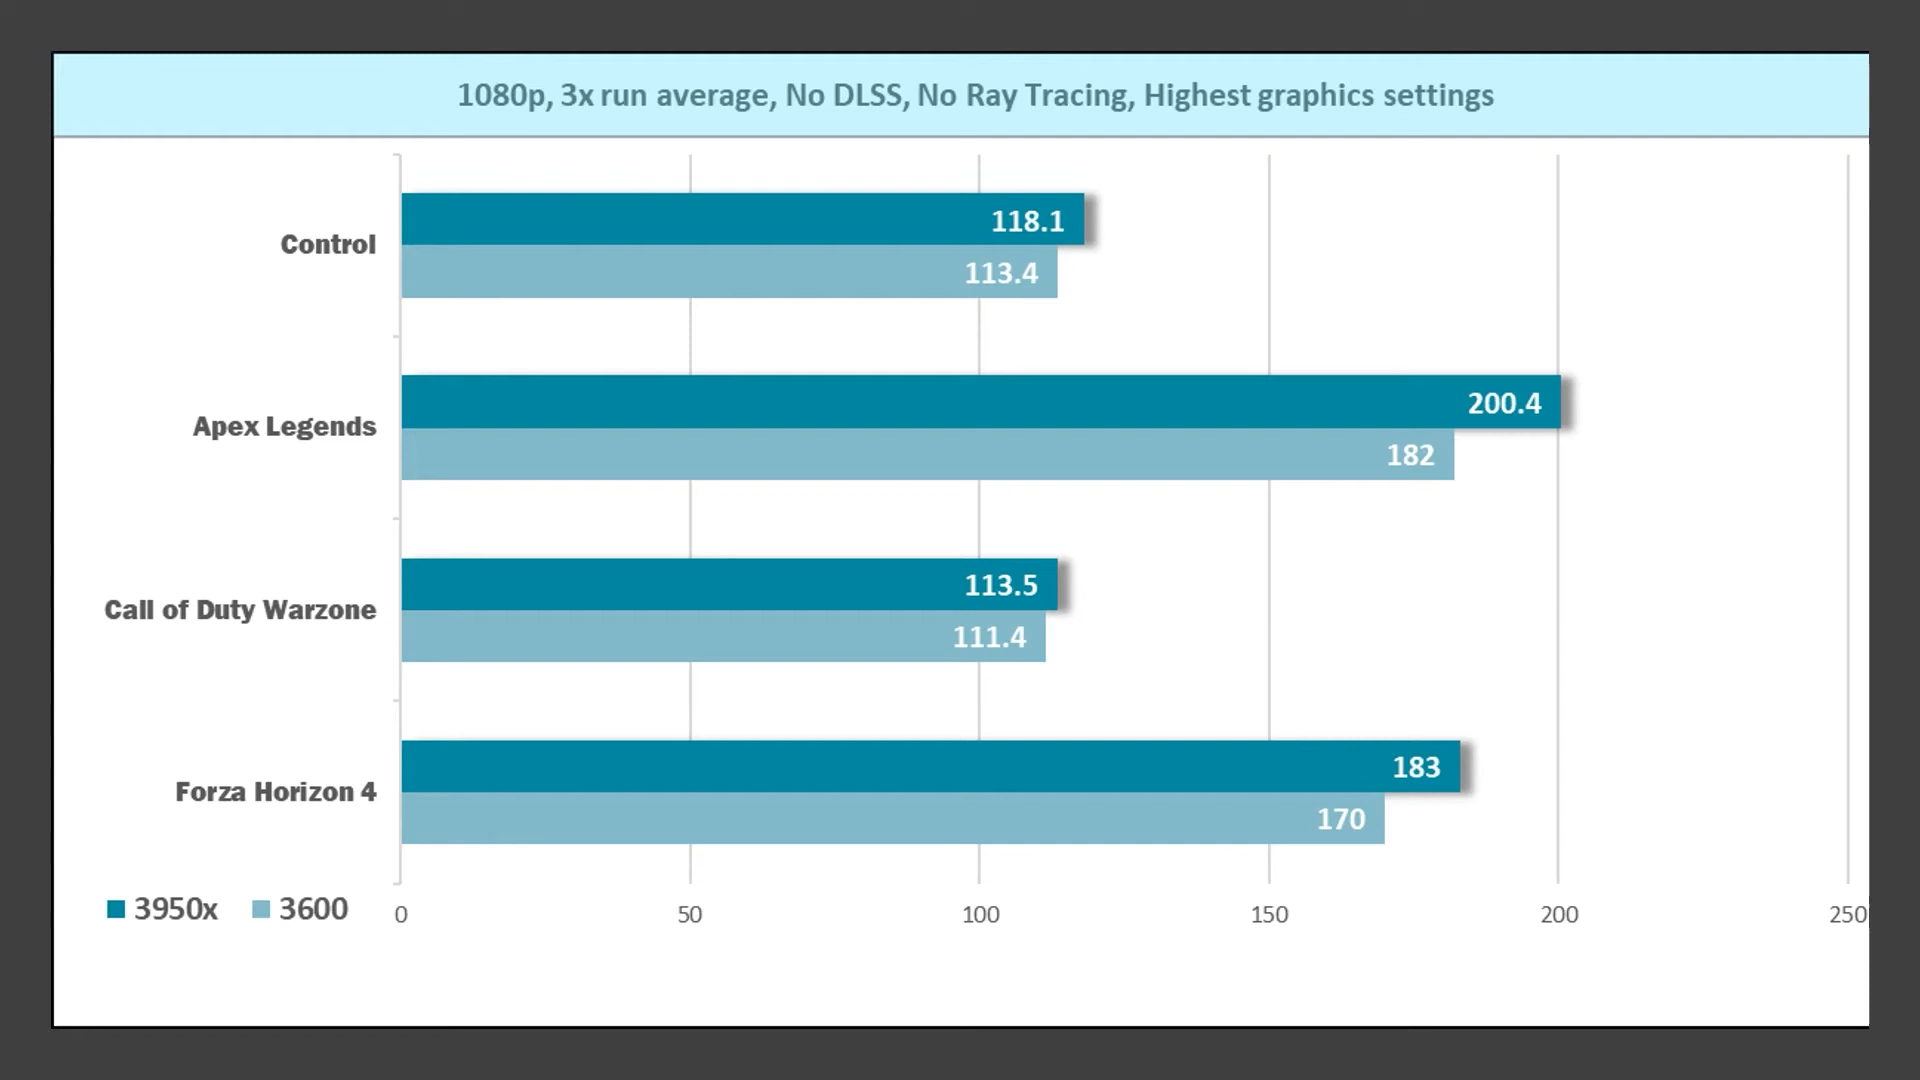 1080p, 3x run average, No DLSS, No Ray Tracing, Highest graphics settings
Control
118.1
113.4
Apex Legends
200.4
182
Call of Duty Warzone
113.5
111.4
Forza Horizon 4
183
170
3950x 3600
0 50 100 150 200 250